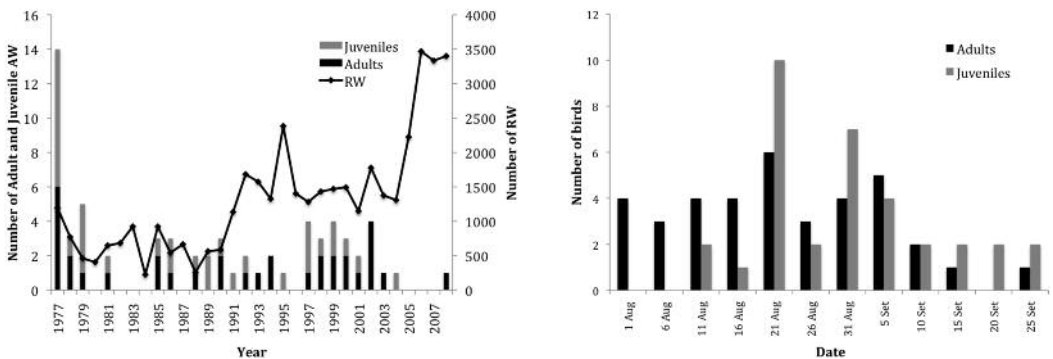 Number of Adult and Juvenile AW
16
14
12
10
8
6
4
2
0
Juveniles
Adults
RW
4000
3500
3000
2500
2000
1500
1000
500
0
Number of RW
1977
1979
1981
1983
1985
1987
1989
1991
1993
1995
1997
1999
2001
2003
2005
2007
Year
Number of birds
12
10
8
6
4
2
0
Adults
Juveniles
1 Aug
6 Aug
11 Aug
16 Aug
21 Aug
26 Aug
31 Aug
5 Set
10 Set
15 Set
20 Set
25 Set
Date